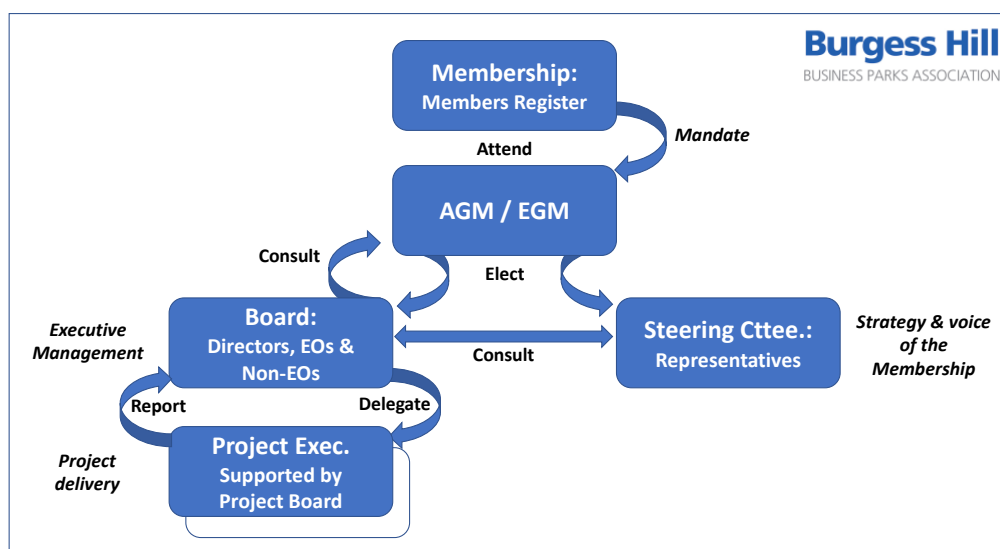 Burgess Hill
BUSINESS PARKS ASSOCIATION
Membership:
Members Register
Attend
Mandate
AGM / EGM
Consult
Elect
Board:
Directors, EOs &
Non-EOs
Executive
Management
Consult
Steering Cttee.:
Representatives
Strategy & voice
of the
Membership
Report
Delegate
Project Exec.
Supported by
Project Board
Project
delivery